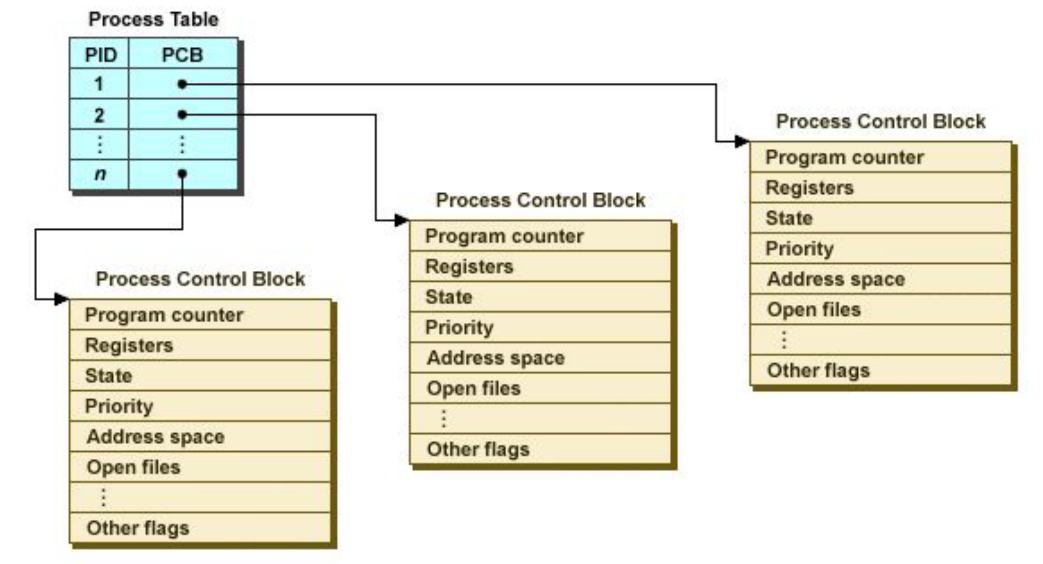 Process Table
PID PCB
1
2
⋮ ⋮
n
Process Control Block
Program counter
Registers
State
Priority
Address space
Open files
⋮
Other flags
Process Control Block
Program counter
Registers
State
Priority
Address space
Open files
⋮
Other flags
Process Control Block
Program counter
Registers
State
Priority
Address space
Open files
⋮
Other flags